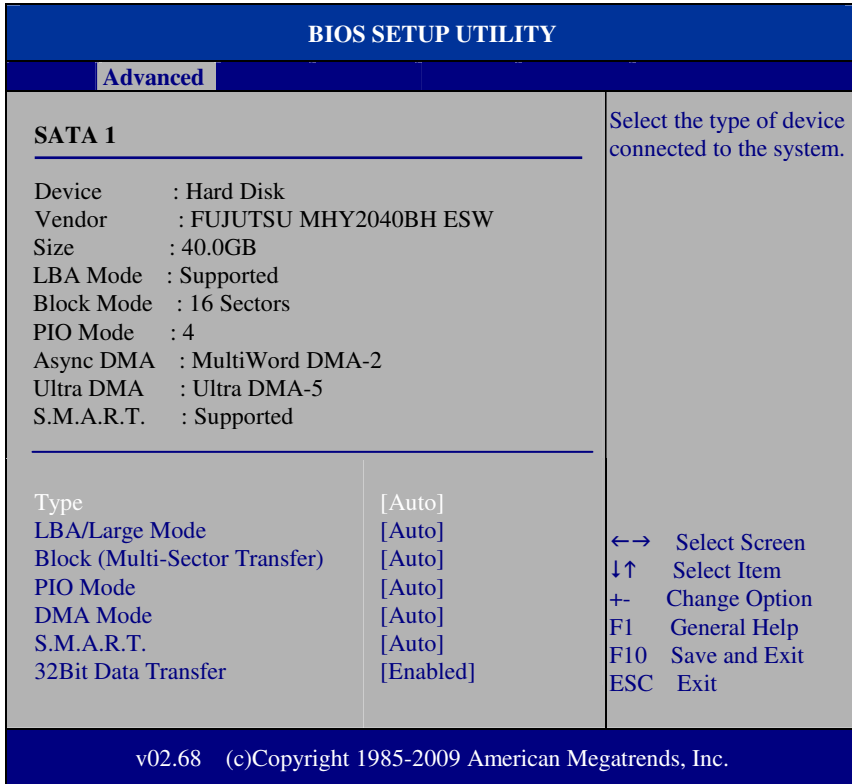 BIOS SETUP UTILITY
Advanced
SATA 1
Device : Hard Disk
Vendor : FUJUTSU MHY2040BH ESW
Size : 40.0GB
LBA Mode : Supported
Block Mode : 16 Sectors
PIO Mode : 4
Async DMA : MultiWord DMA-2
Ultra DMA : Ultra DMA-5
S.M.A.R.T. : Supported
Type [Auto]
LBA/Large Mode [Auto]
Block (Multi-Sector Transfer) [Auto]
PIO Mode [Auto]
DMA Mode [Auto]
S.M.A.R.T. [Auto]
32Bit Data Transfer [Enabled]
Select the type of device
connected to the system.
←→ Select Screen
↓↑ Select Item
+- Change Option
F1 General Help
F10 Save and Exit
ESC Exit
v02.68 (c)Copyright 1985-2009 American Megatrends, Inc.